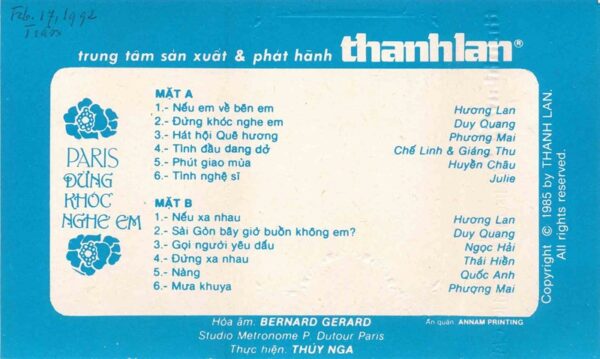 Feb. 17, 1992
Trần
trung tâm sản xuất & phát hành thanhlan®
PARIS
ĐỪNG
KHÓC
NGHE EM
MẶT A
1.- Nếu em về bên em Hương Lan
2.- Đừng khóc nghe em Duy Quang
3.- Hát hội Quê hương Phương Mai
4.- Tình đầu dang dở Chế Linh & Giáng Thu
5.- Phút giao mùa Huyền Châu
6.- Tình nghệ sĩ Julie
MẶT B
1.- Nếu xa nhau Hương Lan
2.- Sài Gòn bây giờ buồn không em? Duy Quang
3.- Gọi người yêu dấu Ngọc Hải
4.- Đừng xa nhau Thái Hiền
5.- Nắng Quốc Anh
6.- Mưa khuya Phượng Mai
Copyright © 1985 by THANH LAN.
All rights reserved.
Hòa âm. BERNARD GERARD
Ấn quán. ANNAM PRINTING
Studio Metronome P. Dutour Paris
Thực hiện. THÚY NGA